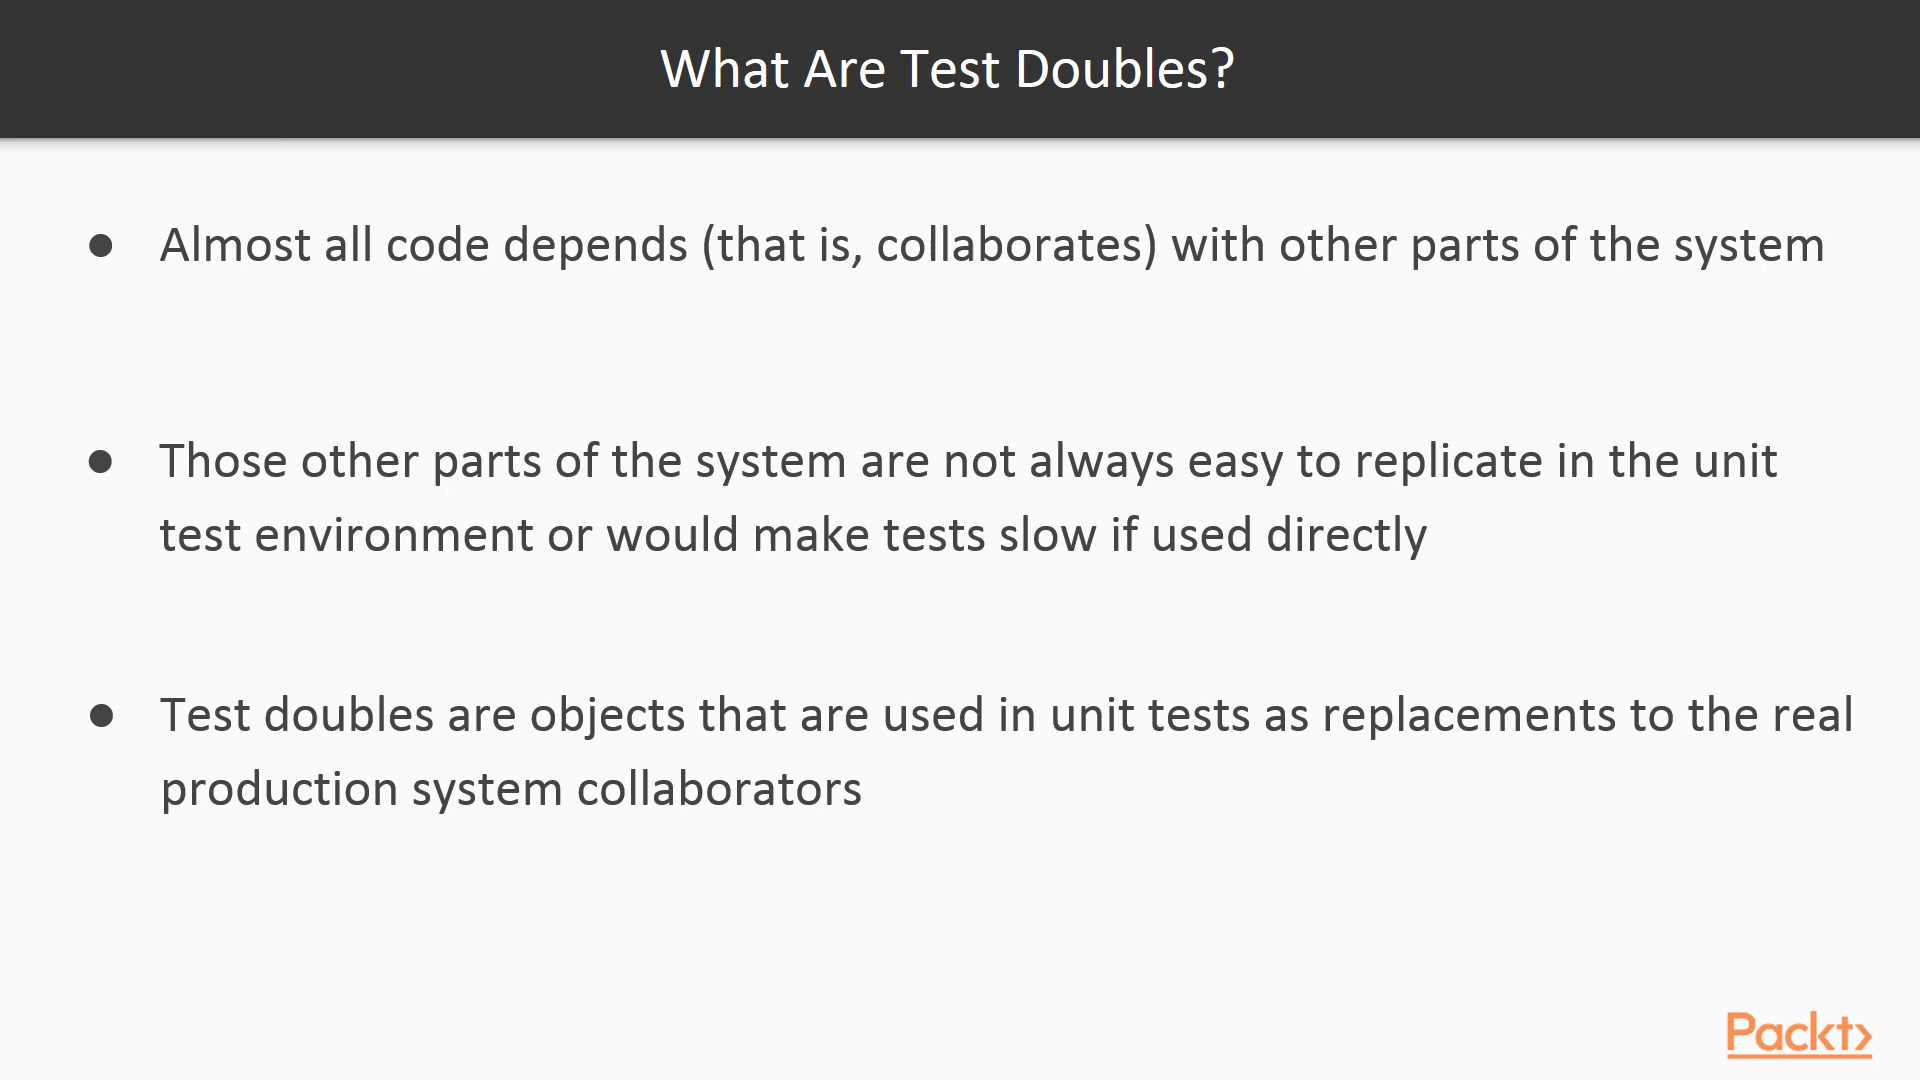 What Are Test Doubles?
● Almost all code depends (that is, collaborates) with other parts of the system
● Those other parts of the system are not always easy to replicate in the unit
test environment or would make tests slow if used directly
● Test doubles are objects that are used in unit tests as replacements to the real
production system collaborators
Packt>